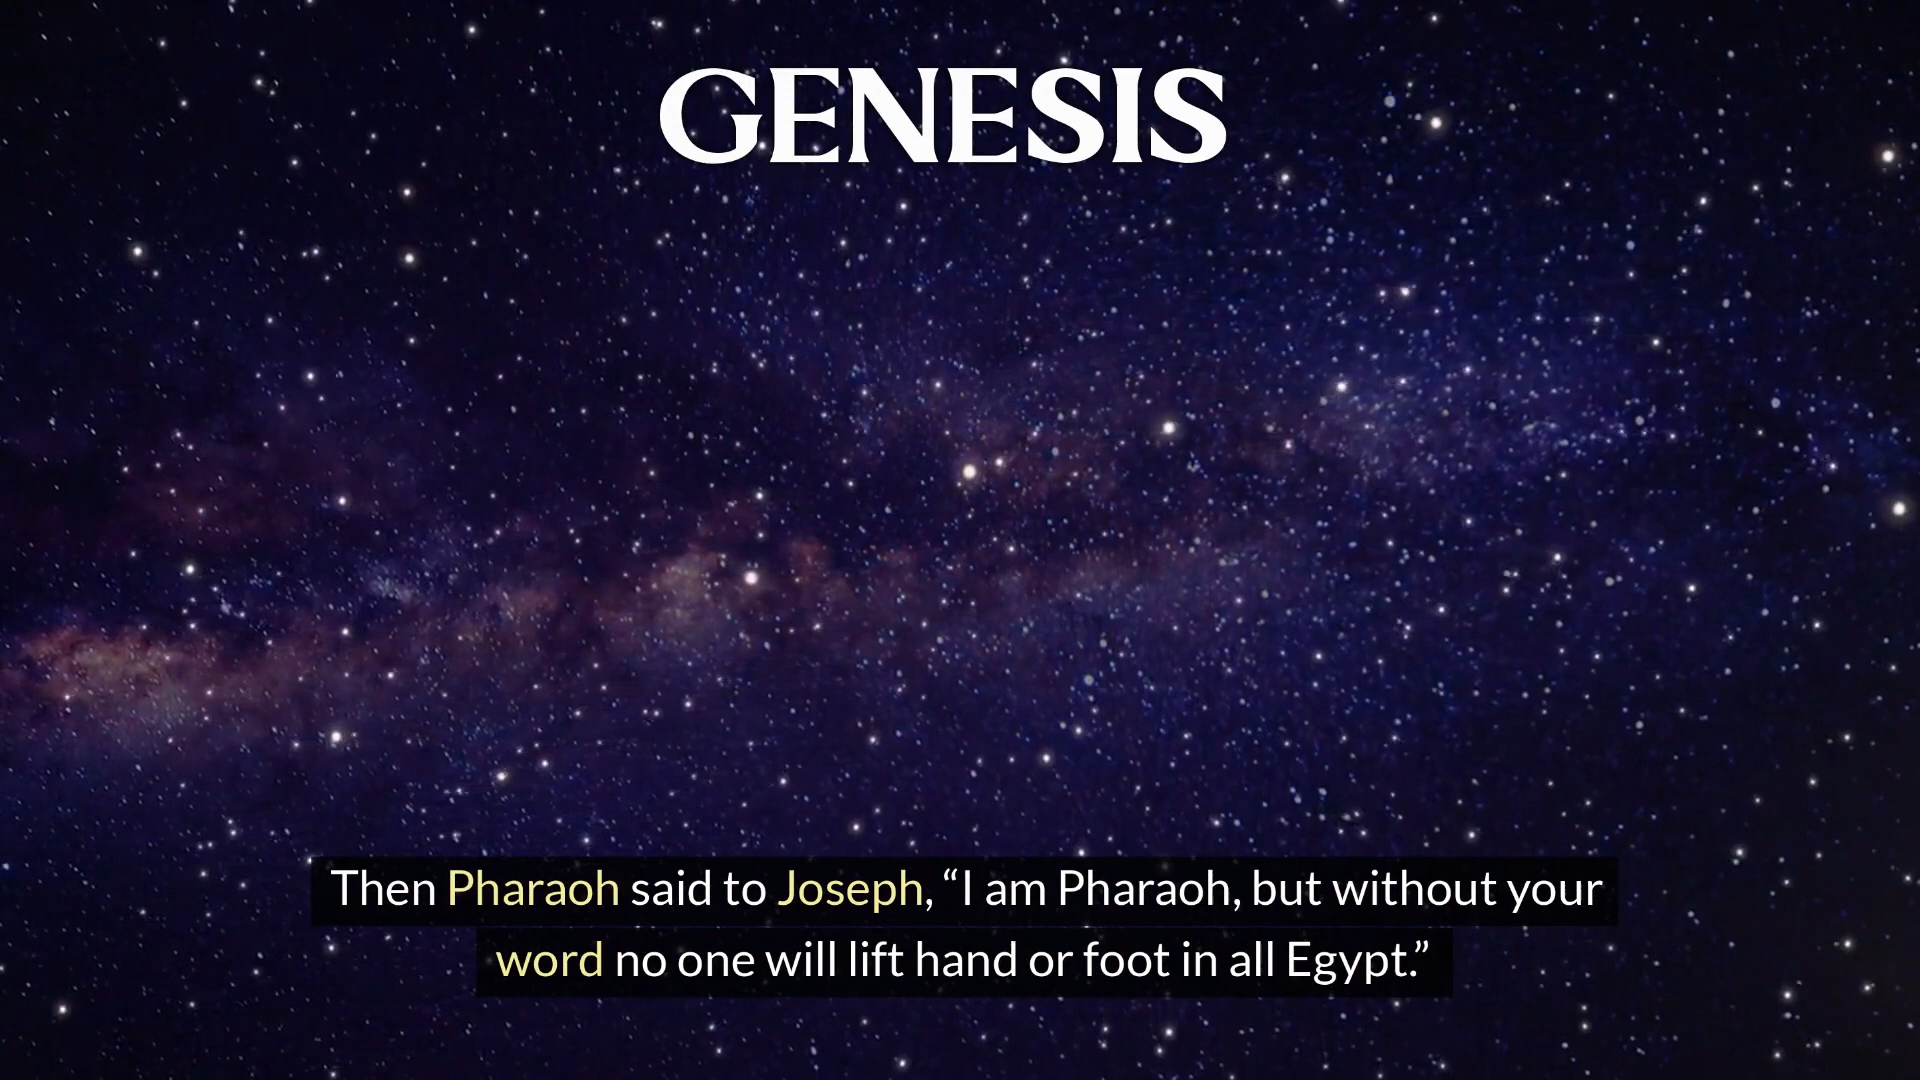 GENESIS
Then Pharaoh said to Joseph, “I am Pharaoh, but without your
word no one will lift hand or foot in all Egypt.”